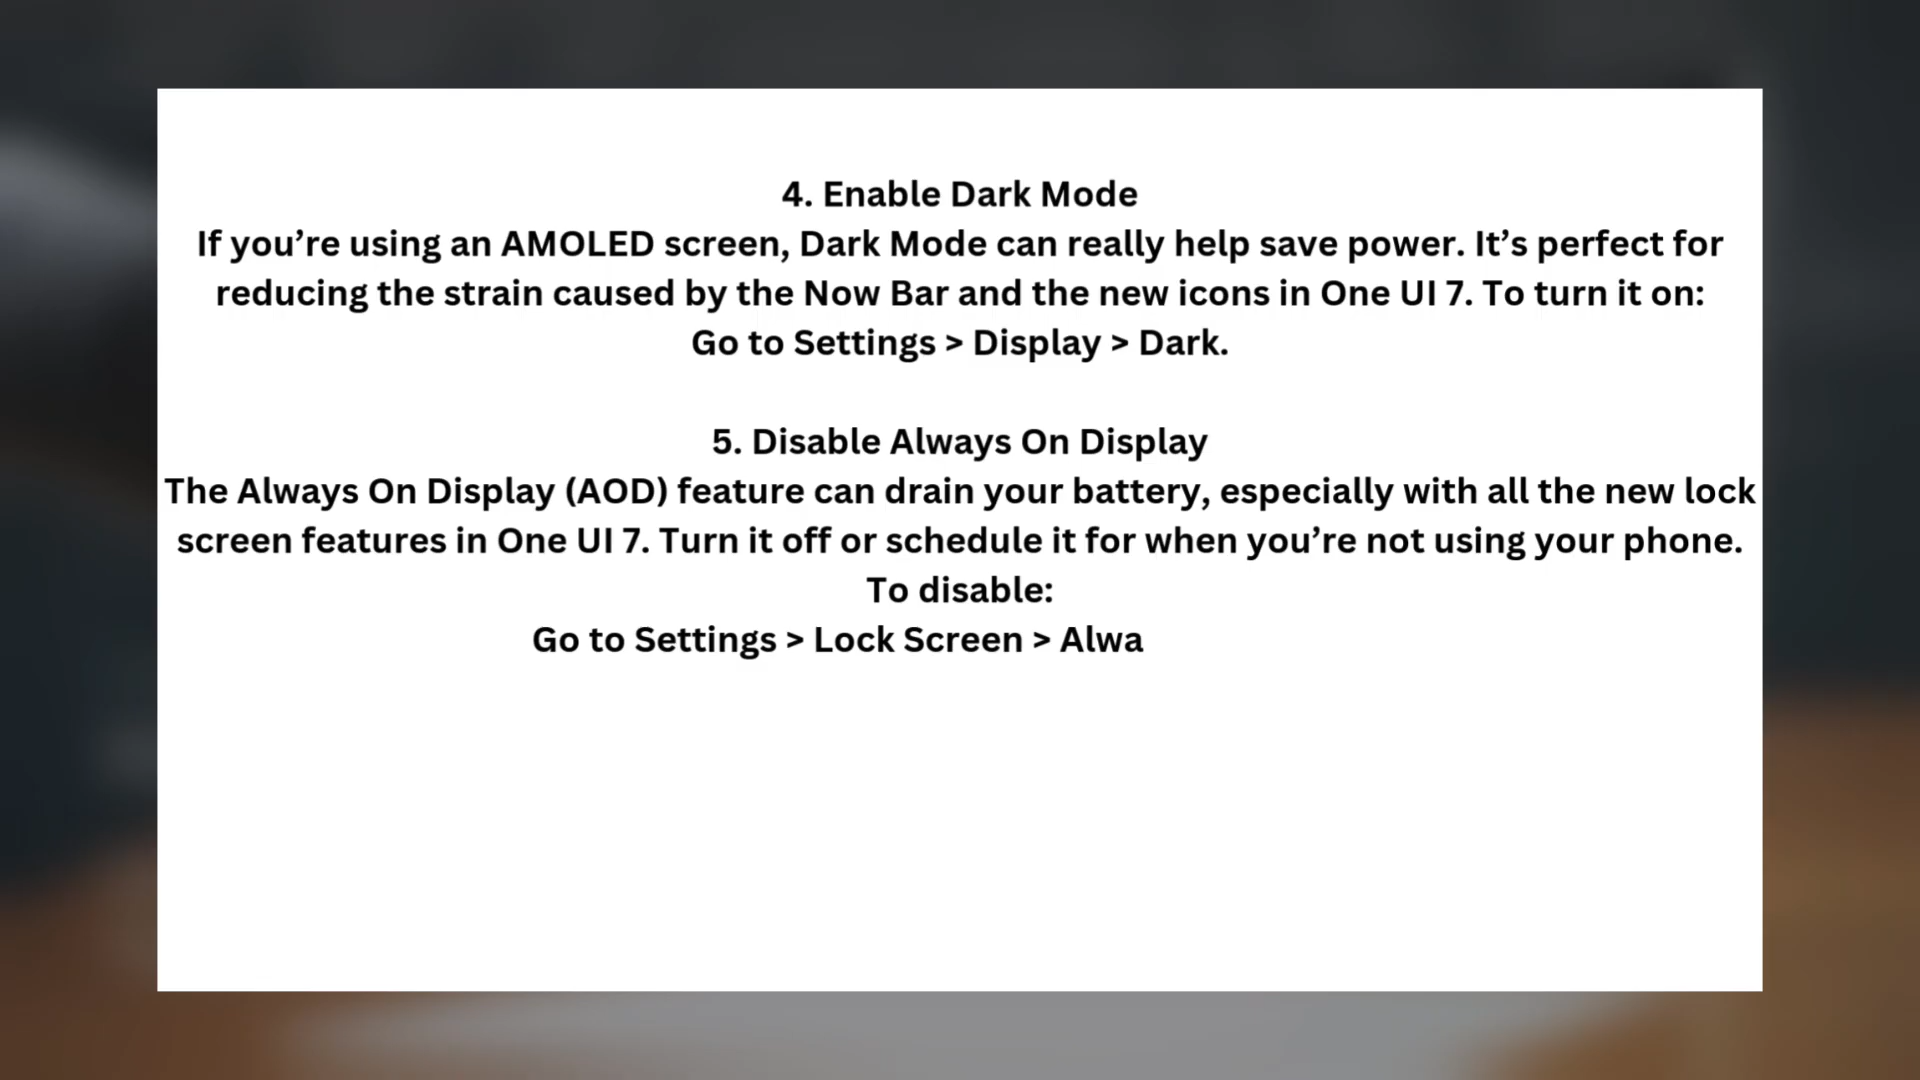 4. Enable Dark Mode
If you’re using an AMOLED screen, Dark Mode can really help save power. It’s perfect for
reducing the strain caused by the Now Bar and the new icons in One UI 7. To turn it on:
Go to Settings > Display > Dark.
5. Disable Always On Display
The Always On Display (AOD) feature can drain your battery, especially with all the new lock
screen features in One UI 7. Turn it off or schedule it for when you’re not using your phone.
To disable:
Go to Settings > Lock Screen > Alwa